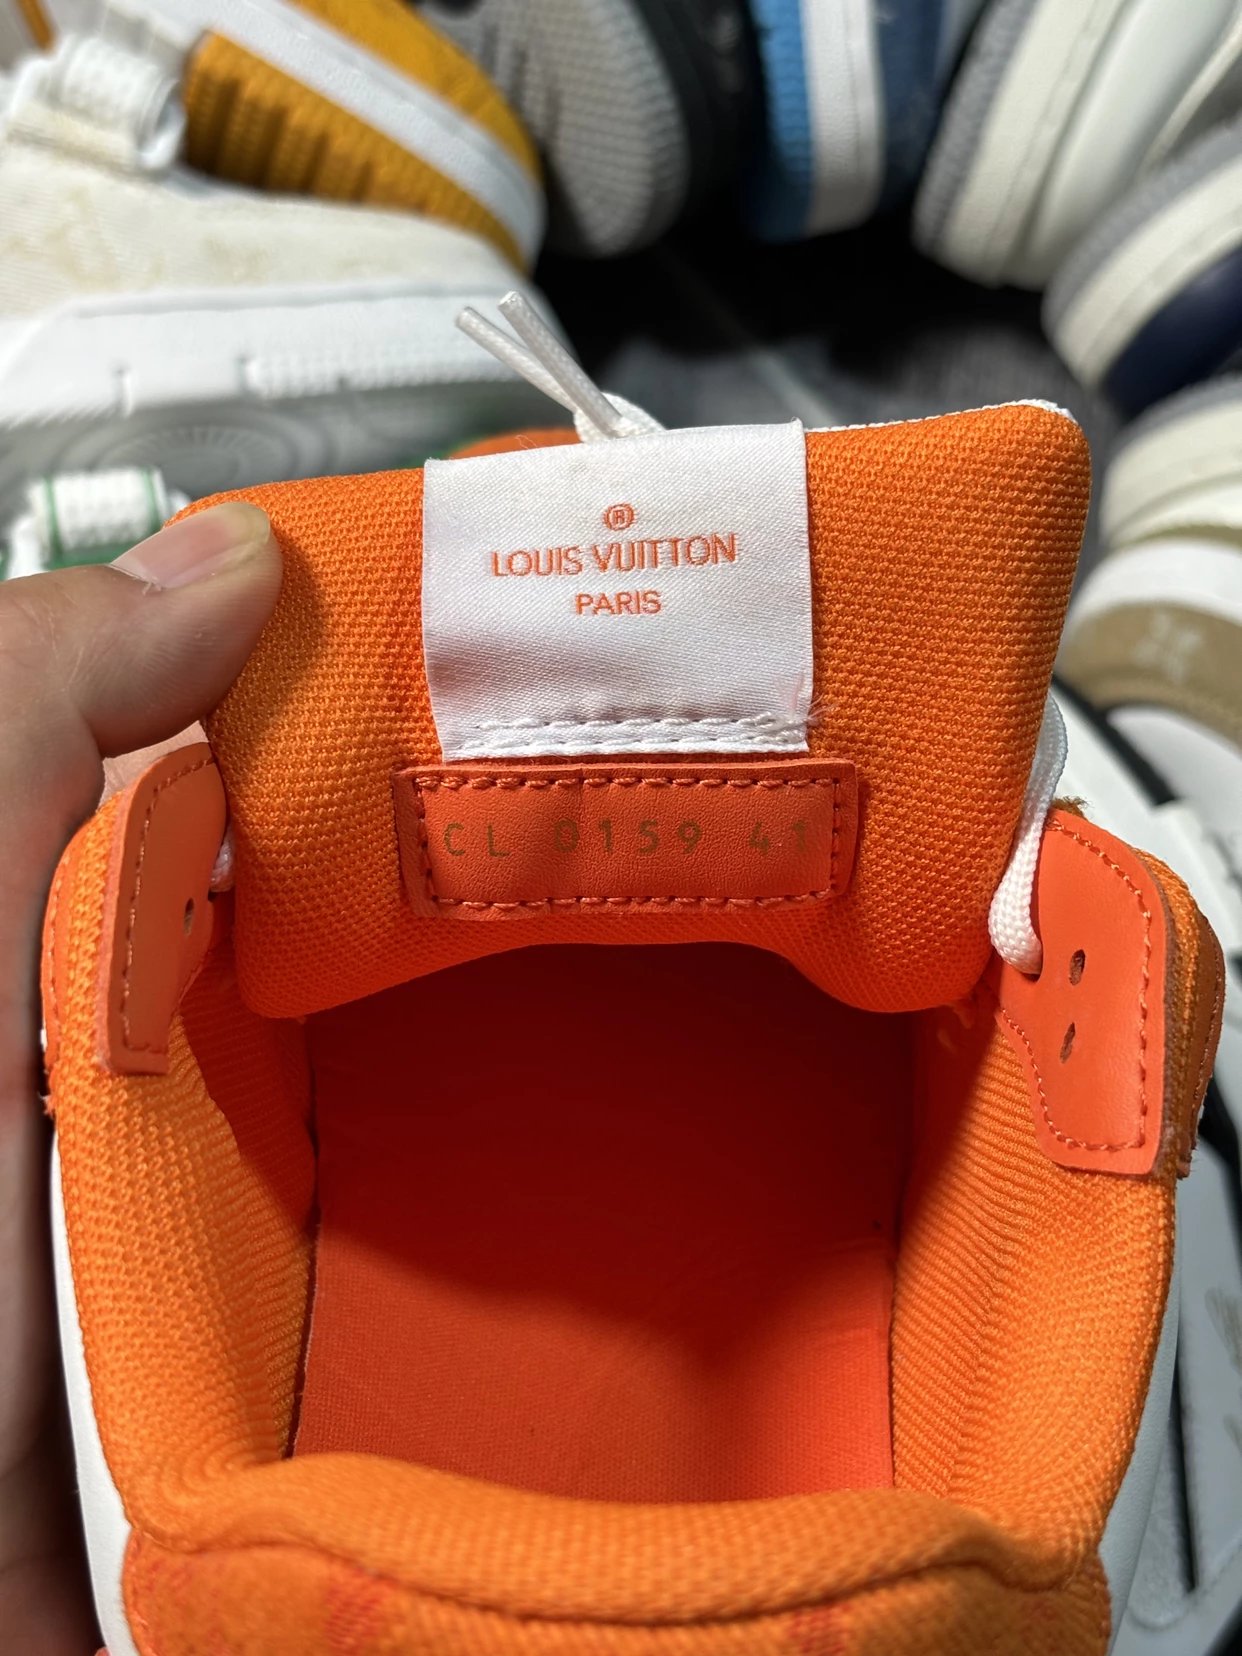 ®
LOUIS VUITTON
PARIS
CL 0159 41